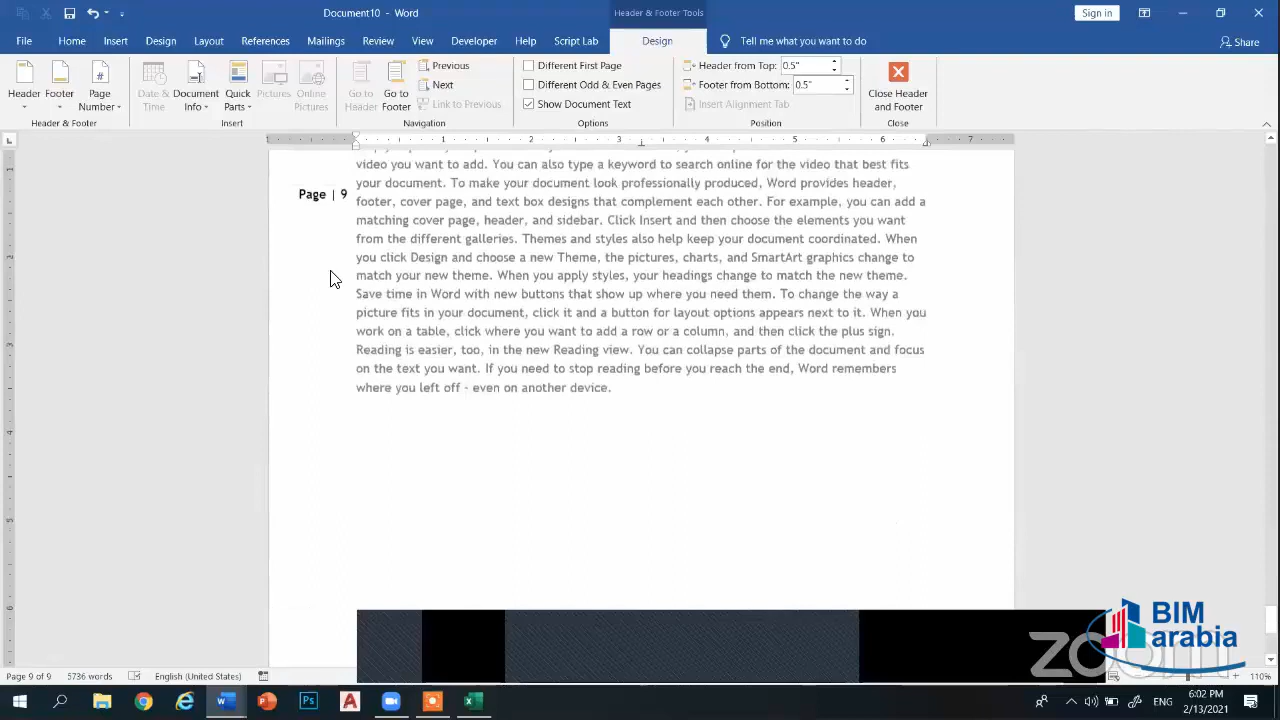 Document10 - Word
Header & Footer Tools
Sign in
File Home Insert Design Layout References Mailings Review View Developer Help Script Lab Design Tell me what you want to do Share
Header Footer Page Number
Header & Footer
Date & Time Document Info Quick Parts Pictures Online Pictures
Insert
Go to Header Go to Footer Previous Next Link to Previous
Navigation
Different First Page
Different Odd & Even Pages
Show Document Text
Options
Header from Top: 0.5"
Footer from Bottom: 0.5"
Insert Alignment Tab
Position
Close Header and Footer
Close
1 1 2 3 4 5 6 7
video you want to add. You can also type a keyword to search online for the video that best fits
your document. To make your document look professionally produced, Word provides header,
Page | 9
footer, cover page, and text box designs that complement each other. For example, you can add a
matching cover page, header, and sidebar. Click Insert and then choose the elements you want
from the different galleries. Themes and styles also help keep your document coordinated. When
you click Design and choose a new Theme, the pictures, charts, and SmartArt graphics change to
match your new theme. When you apply styles, your headings change to match the new theme.
Save time in Word with new buttons that show up where you need them. To change the way a
picture fits in your document, click it and a button for layout options appears next to it. When you
work on a table, click where you want to add a row or a column, and then click the plus sign.
Reading is easier, too, in the new Reading view. You can collapse parts of the document and focus
on the text you want. If you need to stop reading before you reach the end, Word remembers
where you left off - even on another device.
BIM
arabia
zoom
Page 9 of 9 5736 words English (United States) 110%
ENG
6:02 PM
2/13/2021